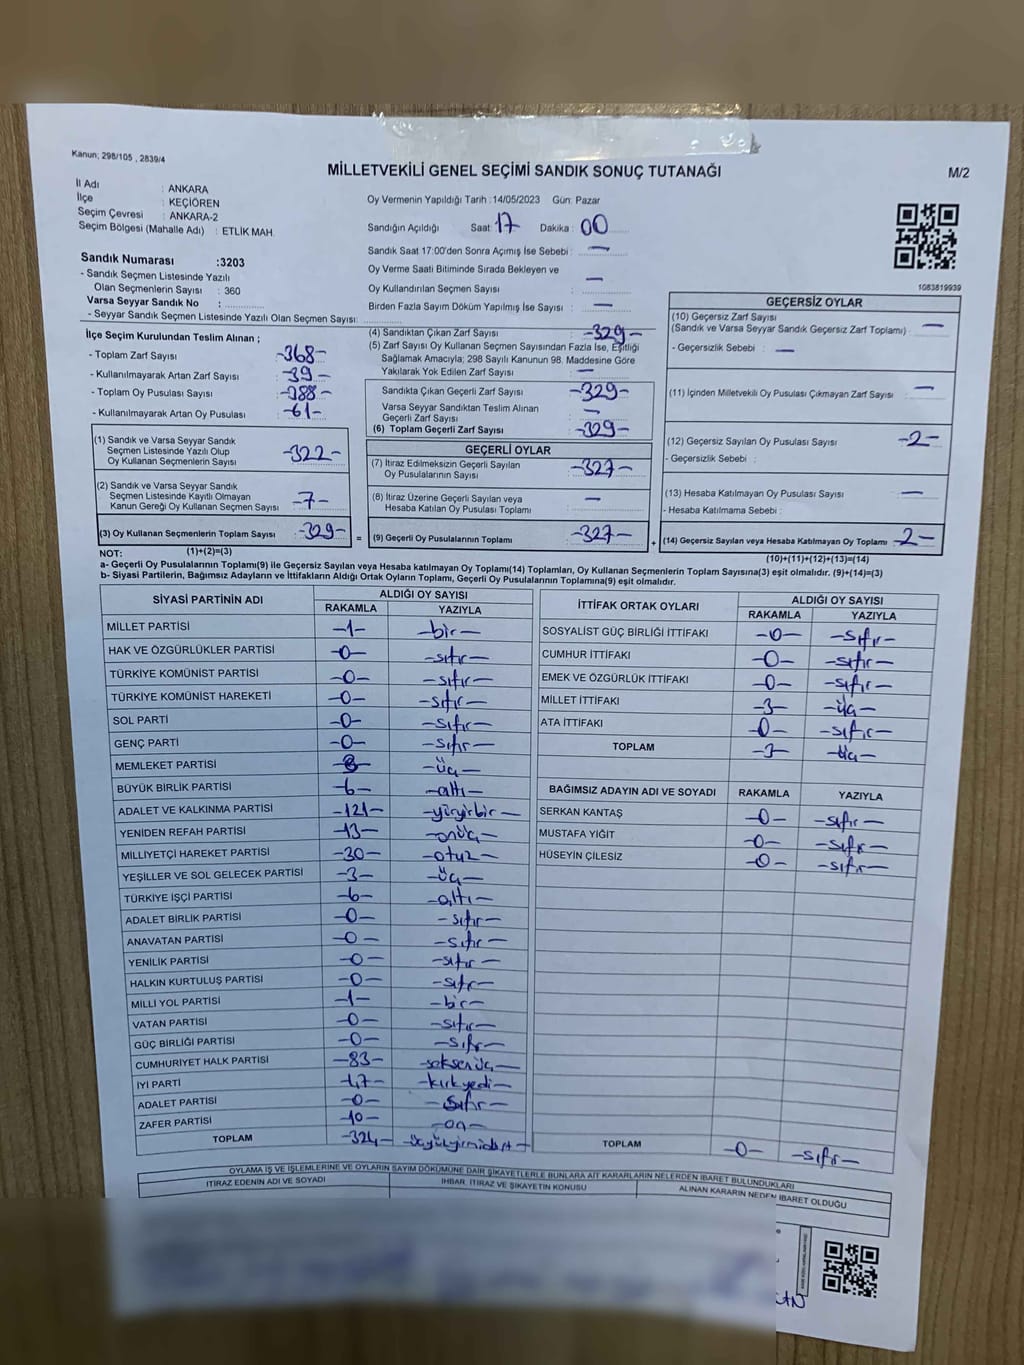 Kanun; 298/105 , 2839/4
MİLLETVEKİLİ GENEL SEÇİMİ SANDIK SONUÇ TUTANAĞI
M/2
İl Adı : ANKARA
İlçe : KEÇİÖREN
Seçim Çevresi : ANKARA-2
Seçim Bölgesi (Mahalle Adı) : ETLİK MAH.
Oy Vermenin Yapıldığı Tarih :14/05/2023 Gün: Pazar
Sandığın Açıldığı Saat :17 Dakika :00
Sandık Saat 17:00'den Sonra Açımış İse Sebebi : —
Oy Verme Saati Bitiminde Sırada Bekleyen ve
Oy Kullandırılan Seçmen Sayısı : —
Birden Fazla Sayım Döküm Yapılmış İse Sayısı : —
1083819939
Sandık Numarası :3203
- Sandık Seçmen Listesinde Yazılı
Olan Seçmenlerin Sayısı : 360
Varsa Seyyar Sandık No :
- Seyyar Sandık Seçmen Listesinde Yazılı Olan Seçmen Sayısı:
İlçe Seçim Kurulundan Teslim Alınan ;
- Toplam Zarf Sayısı : -368-
- Kullanılmayarak Artan Zarf Sayısı : -39-
- Toplam Oy Pusulası Sayısı : -388-
- Kullanılmayarak Artan Oy Pusulası : -61-
(1) Sandık ve Varsa Seyyar Sandık
Seçmen Listesinde Yazılı Olup
Oy Kullanan Seçmenlerin Sayısı : -322-
(2) Sandık ve Varsa Seyyar Sandık
Seçmen Listesinde Kayıtlı Olmayan
Kanun Gereği Oy Kullanan Seçmen Sayısı : -7-
(3) Oy Kullanan Seçmenlerin Toplam Sayısı : -329-
(1)+(2)=(3)
(4) Sandıktan Çıkan Zarf Sayısı : -329-
(5) Zarf Sayısı Oy Kullanan Seçmen Sayısından Fazla İse, Eşitliği
Sağlamak Amacıyla; 298 Sayılı Kanunun 98. Maddesine Göre
Yakılarak Yok Edilen Zarf Sayısı : —
Sandıkta Çıkan Geçerli Zarf Sayısı : -329-
Varsa Seyyar Sandıktan Teslim Alınan
Geçerli Zarf Sayısı : —
(6) Toplam Geçerli Zarf Sayısı : -329-
GEÇERLİ OYLAR
(7) İtiraz Edilmeksizin Geçerli Sayılan
Oy Pusulalarının Sayısı : -327-
(8) İtiraz Üzerine Geçerli Sayılan veya
Hesaba Katılan Oy Pusulası Toplamı : —
= (9) Geçerli Oy Pusulalarının Toplamı : -327-
GEÇERSİZ OYLAR
(10) Geçersiz Zarf Sayısı
(Sandık ve Varsa Seyyar Sandık Geçersiz Zarf Toplamı) : —
- Geçersizlik Sebebi : —
(11) İçinden Milletvekili Oy Pusulası Çıkmayan Zarf Sayısı : —
(12) Geçersiz Sayılan Oy Pusulası Sayısı : -2-
- Geçersizlik Sebebi :
(13) Hesaba Katılmayan Oy Pusulası Sayısı : —
- Hesaba Katılmama Sebebi :
+ (14) Geçersiz Sayılan veya Hesaba Katılmayan Oy Toplamı : -2-
(10)+(11)+(12)+(13)=(14)
NOT:
a- Geçerli Oy Pusulalarının Toplamı(9) ile Geçersiz Sayılan veya Hesaba katılmayan Oy Toplamı(14) Toplamları, Oy Kullanan Seçmenlerin Toplam Sayısına(3) eşit olmalıdır. (9)+(14)=(3)
b- Siyasi Partilerin, Bağımsız Adayların ve İttifakların Aldığı Ortak Oyların Toplamı, Geçerli Oy Pusulalarının Toplamına(9) eşit olmalıdır.
SİYASİ PARTİNİN ADI ALDIĞI OY SAYISI
RAKAMLA YAZIYLA
MİLLET PARTİSİ -1- -bir-
HAK VE ÖZGÜRLÜKLER PARTİSİ -0- -sıfır-
TÜRKİYE KOMÜNİST PARTİSİ -0- -sıfır-
TÜRKİYE KOMÜNİST HAREKETİ -0- -sıfır-
SOL PARTİ -0- -sıfır-
GENÇ PARTİ -0- -sıfır-
MEMLEKET PARTİSİ -3- -üç-
BÜYÜK BİRLİK PARTİSİ -6- -altı-
ADALET VE KALKINMA PARTİSİ -121- -yüzyirbir-
YENİDEN REFAH PARTİSİ -13- -onüç-
MİLLİYETÇİ HAREKET PARTİSİ -30- -otuz-
YEŞİLLER VE SOL GELECEK PARTİSİ -3- -üç-
TÜRKİYE İŞÇİ PARTİSİ -6- -altı-
ADALET BİRLİK PARTİSİ -0- -sıfır-
ANAVATAN PARTİSİ -0- -sıfır-
YENİLİK PARTİSİ -0- -sıfır-
HALKIN KURTULUŞ PARTİSİ -0- -sıfır-
MİLLİ YOL PARTİSİ -1- -bir-
VATAN PARTİSİ -0- -sıfır-
GÜÇ BİRLİĞİ PARTİSİ -0- -sıfır-
CUMHURİYET HALK PARTİSİ -83- -seksenüç-
İYİ PARTİ -47- -kırkyedi-
ADALET PARTİSİ -0- -sıfır-
ZAFER PARTİSİ -10- -on-
TOPLAM -324-
İTTİFAK ORTAK OYLARI ALDIĞI OY SAYISI
RAKAMLA YAZIYLA
SOSYALİST GÜÇ BİRLİĞİ İTTİFAKI -0- -sıfır-
CUMHUR İTTİFAKI -0- -sıfır-
EMEK VE ÖZGÜRLÜK İTTİFAKI -0- -sıfır-
MİLLET İTTİFAKI -3- -üç-
ATA İTTİFAKI -0- -sıfır-
TOPLAM -3- -üç-
BAĞIMSIZ ADAYIN ADI VE SOYADI RAKAMLA YAZIYLA
SERKAN KANTAŞ -0- -sıfır-
MUSTAFA YİĞİT -0- -sıfır-
HÜSEYİN ÇİLESİZ -0- -sıfır-
TOPLAM -0- -sıfır-
OYLAMA İŞ VE İŞLEMLERİNE VE OYLARIN SAYIM DÖKÜMÜNE DAİR ŞİKAYETLERLE BUNLARA AİT KARARLARIN NELERDEN İBARET BULUNDUKLARI
İTİRAZ EDENİN ADI VE SOYADI İHBAR, İTİRAZ VE ŞİKAYETİN KONUSU ALINAN KARARIN NEDEN İBARET OLDUĞU